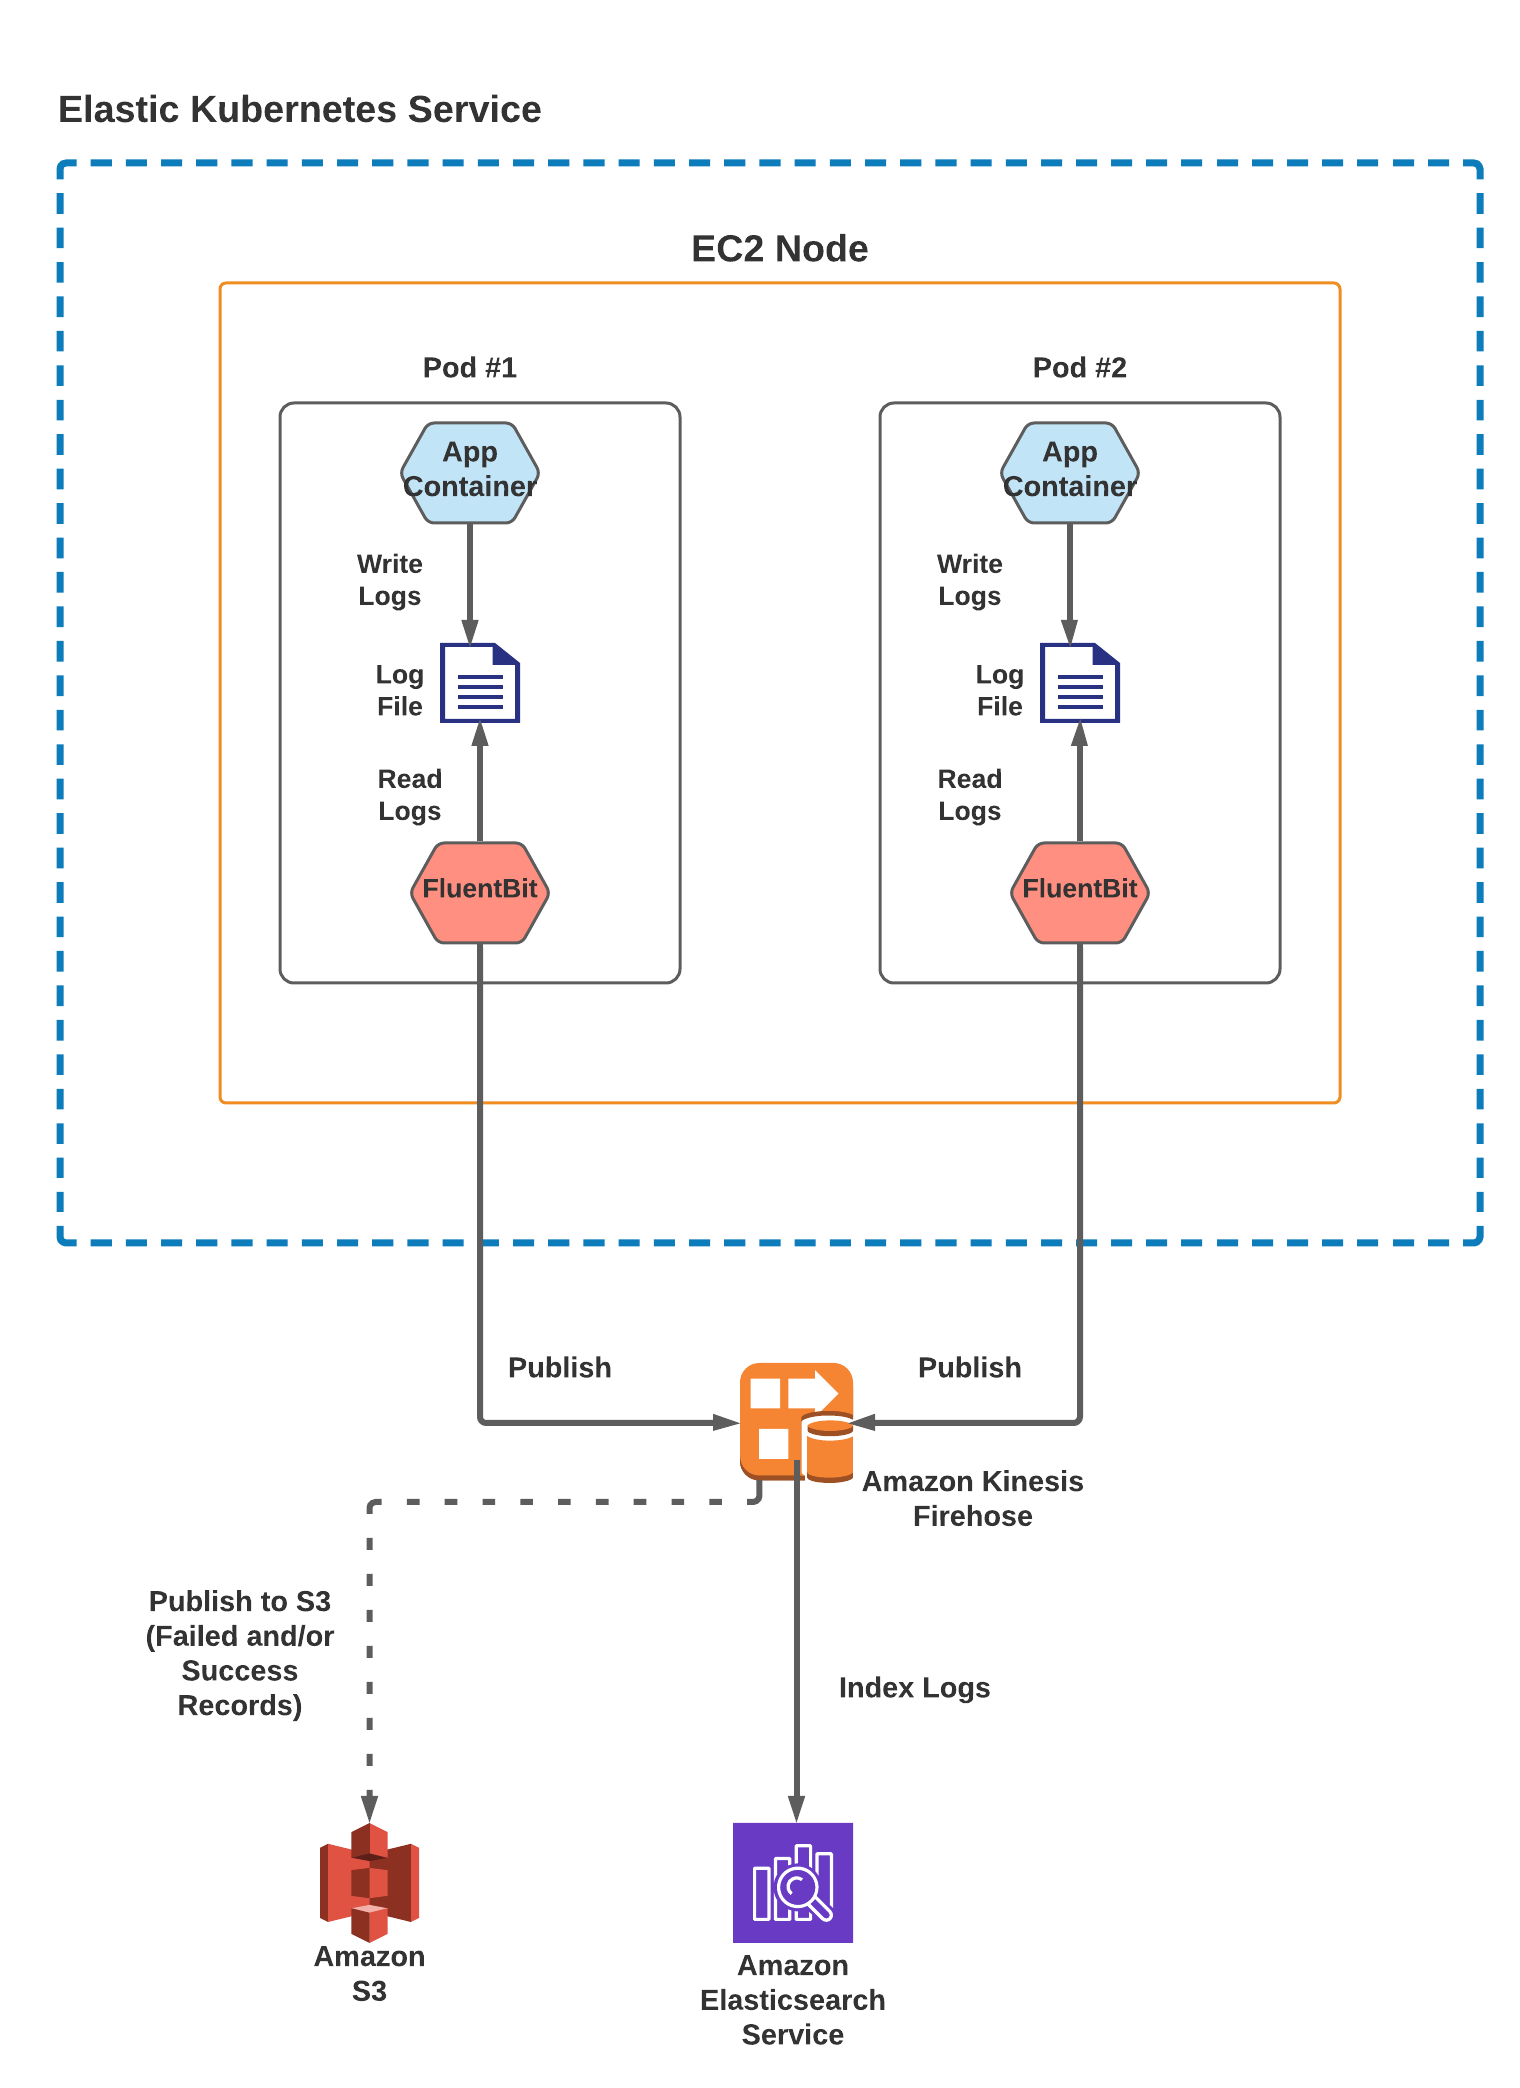 Elastic Kubernetes Service
EC2 Node
Pod #1
App
Container
Write
Logs
Log
File
Read
Logs
FluentBit
Pod #2
App
Container
Write
Logs
Log
File
Read
Logs
FluentBit
Publish
Publish
Amazon Kinesis
Firehose
Publish to S3
(Failed and/or
Success
Records)
Index Logs
Amazon
S3
Amazon
Elasticsearch
Service